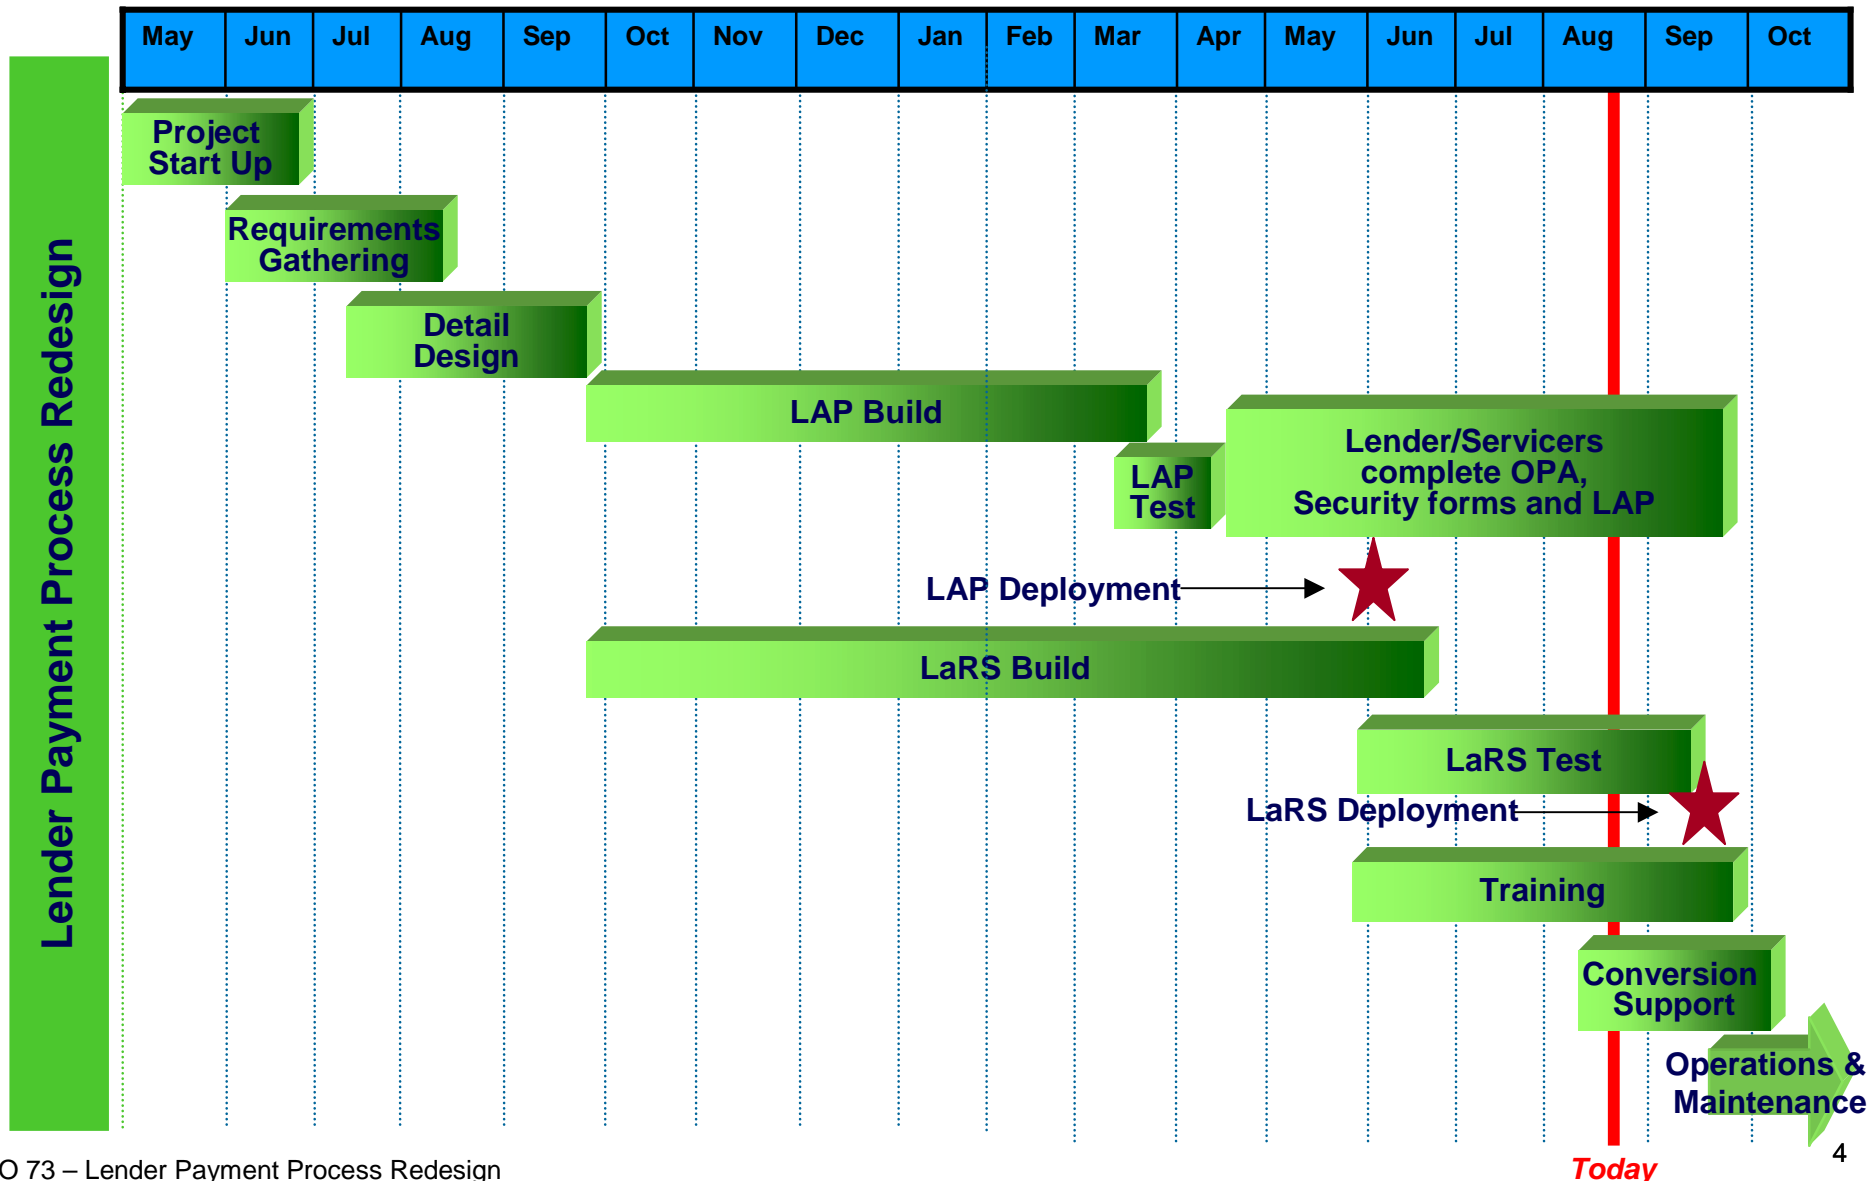 May Jun Jul Aug Sep Oct Nov Dec Jan Feb Mar Apr May Jun Jul Aug Sep Oct
Lender Payment Process Redesign
Project
Start Up
Requirements
Gathering
Detail
Design
LAP Build
Lender/Servicers
complete OPA,
Security forms and LAP
LAP
Test
LAP Deployment
LaRS Build
LaRS Test
LaRS Deployment
Training
Conversion
Support
Operations &
Maintenance
O 73 – Lender Payment Process Redesign
Today
4